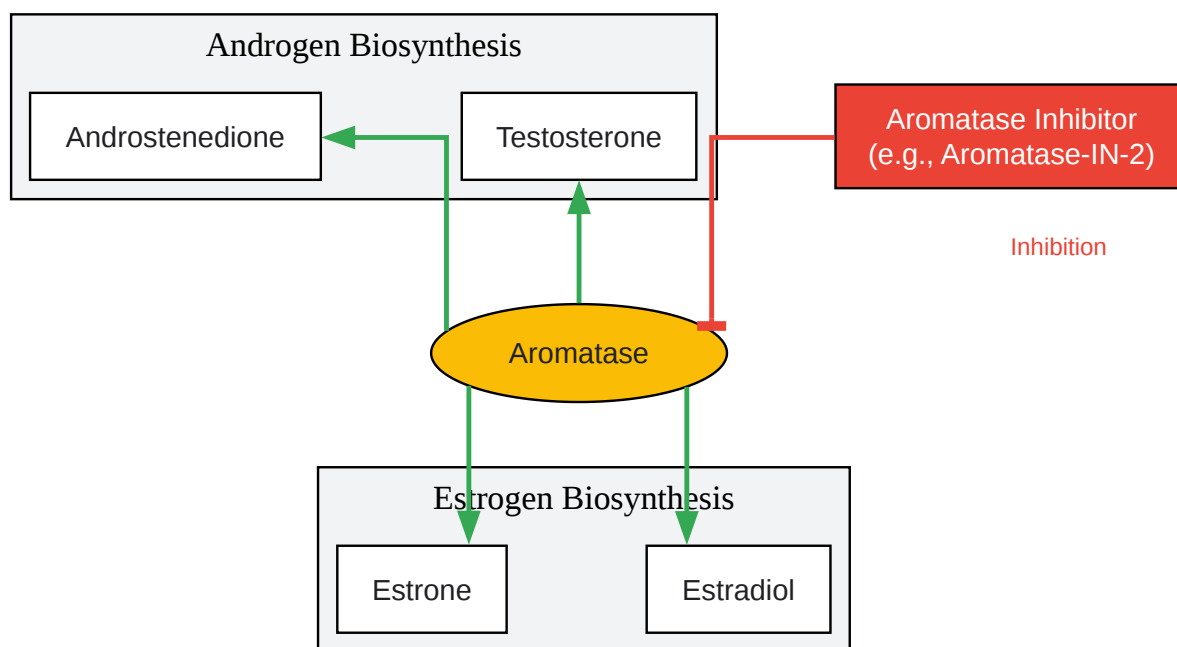 Androgen Biosynthesis
Androstenedione
Testosterone
Aromatase Inhibitor
(e.g., Aromatase-IN-2)
Inhibition
Aromatase
Estrogen Biosynthesis
Estrone
Estradiol